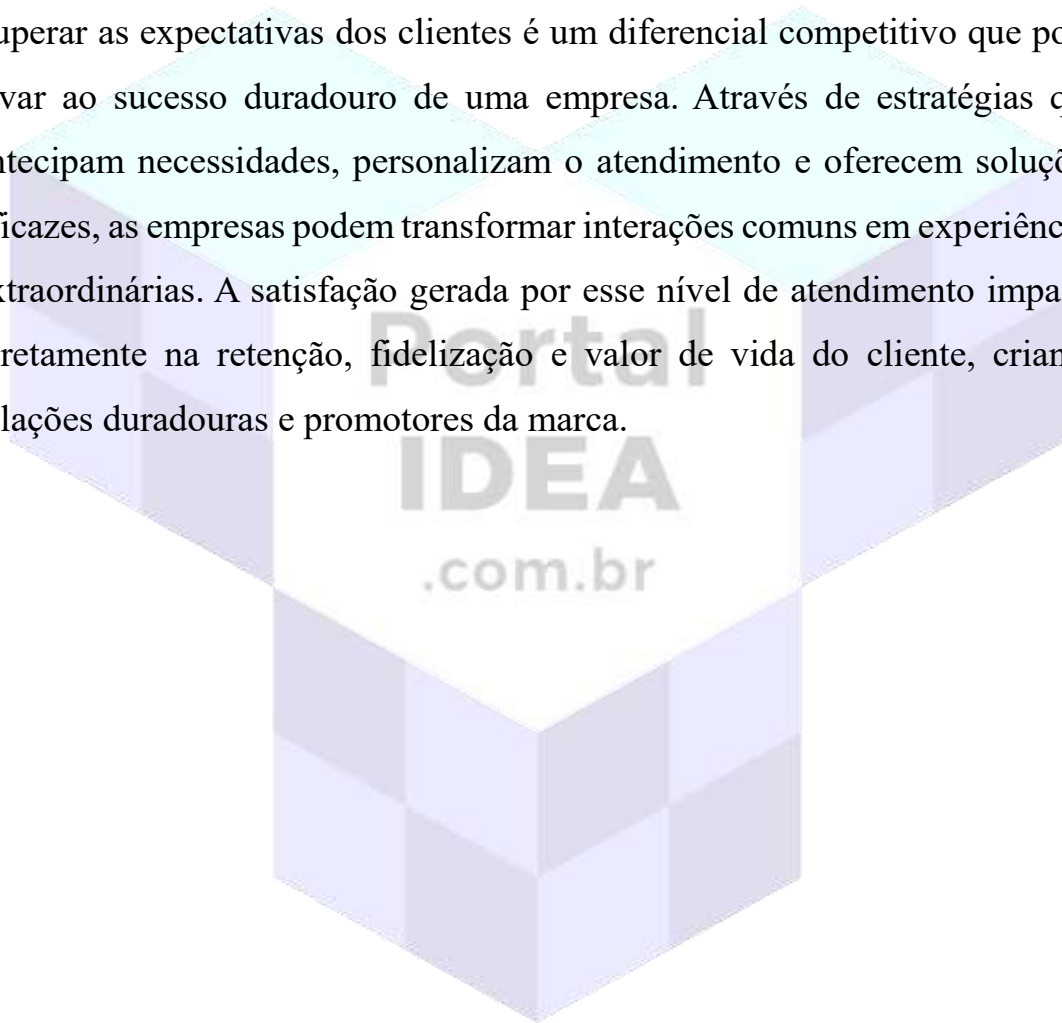 uperar as expectativas dos clientes é um diferencial competitivo que po
var ao sucesso duradouro de uma empresa. Através de estratégias q
ntecipam necessidades, personalizam o atendimento e oferecem soluçõ
ficazes, as empresas podem transformar interações comuns em experiênc
xtraordinárias. A satisfação gerada por esse nível de atendimento impa
retamente na retenção, fidelização e valor de vida do cliente, crian
lações duradouras e promotores da marca.
Portal
IDEA
.com.br